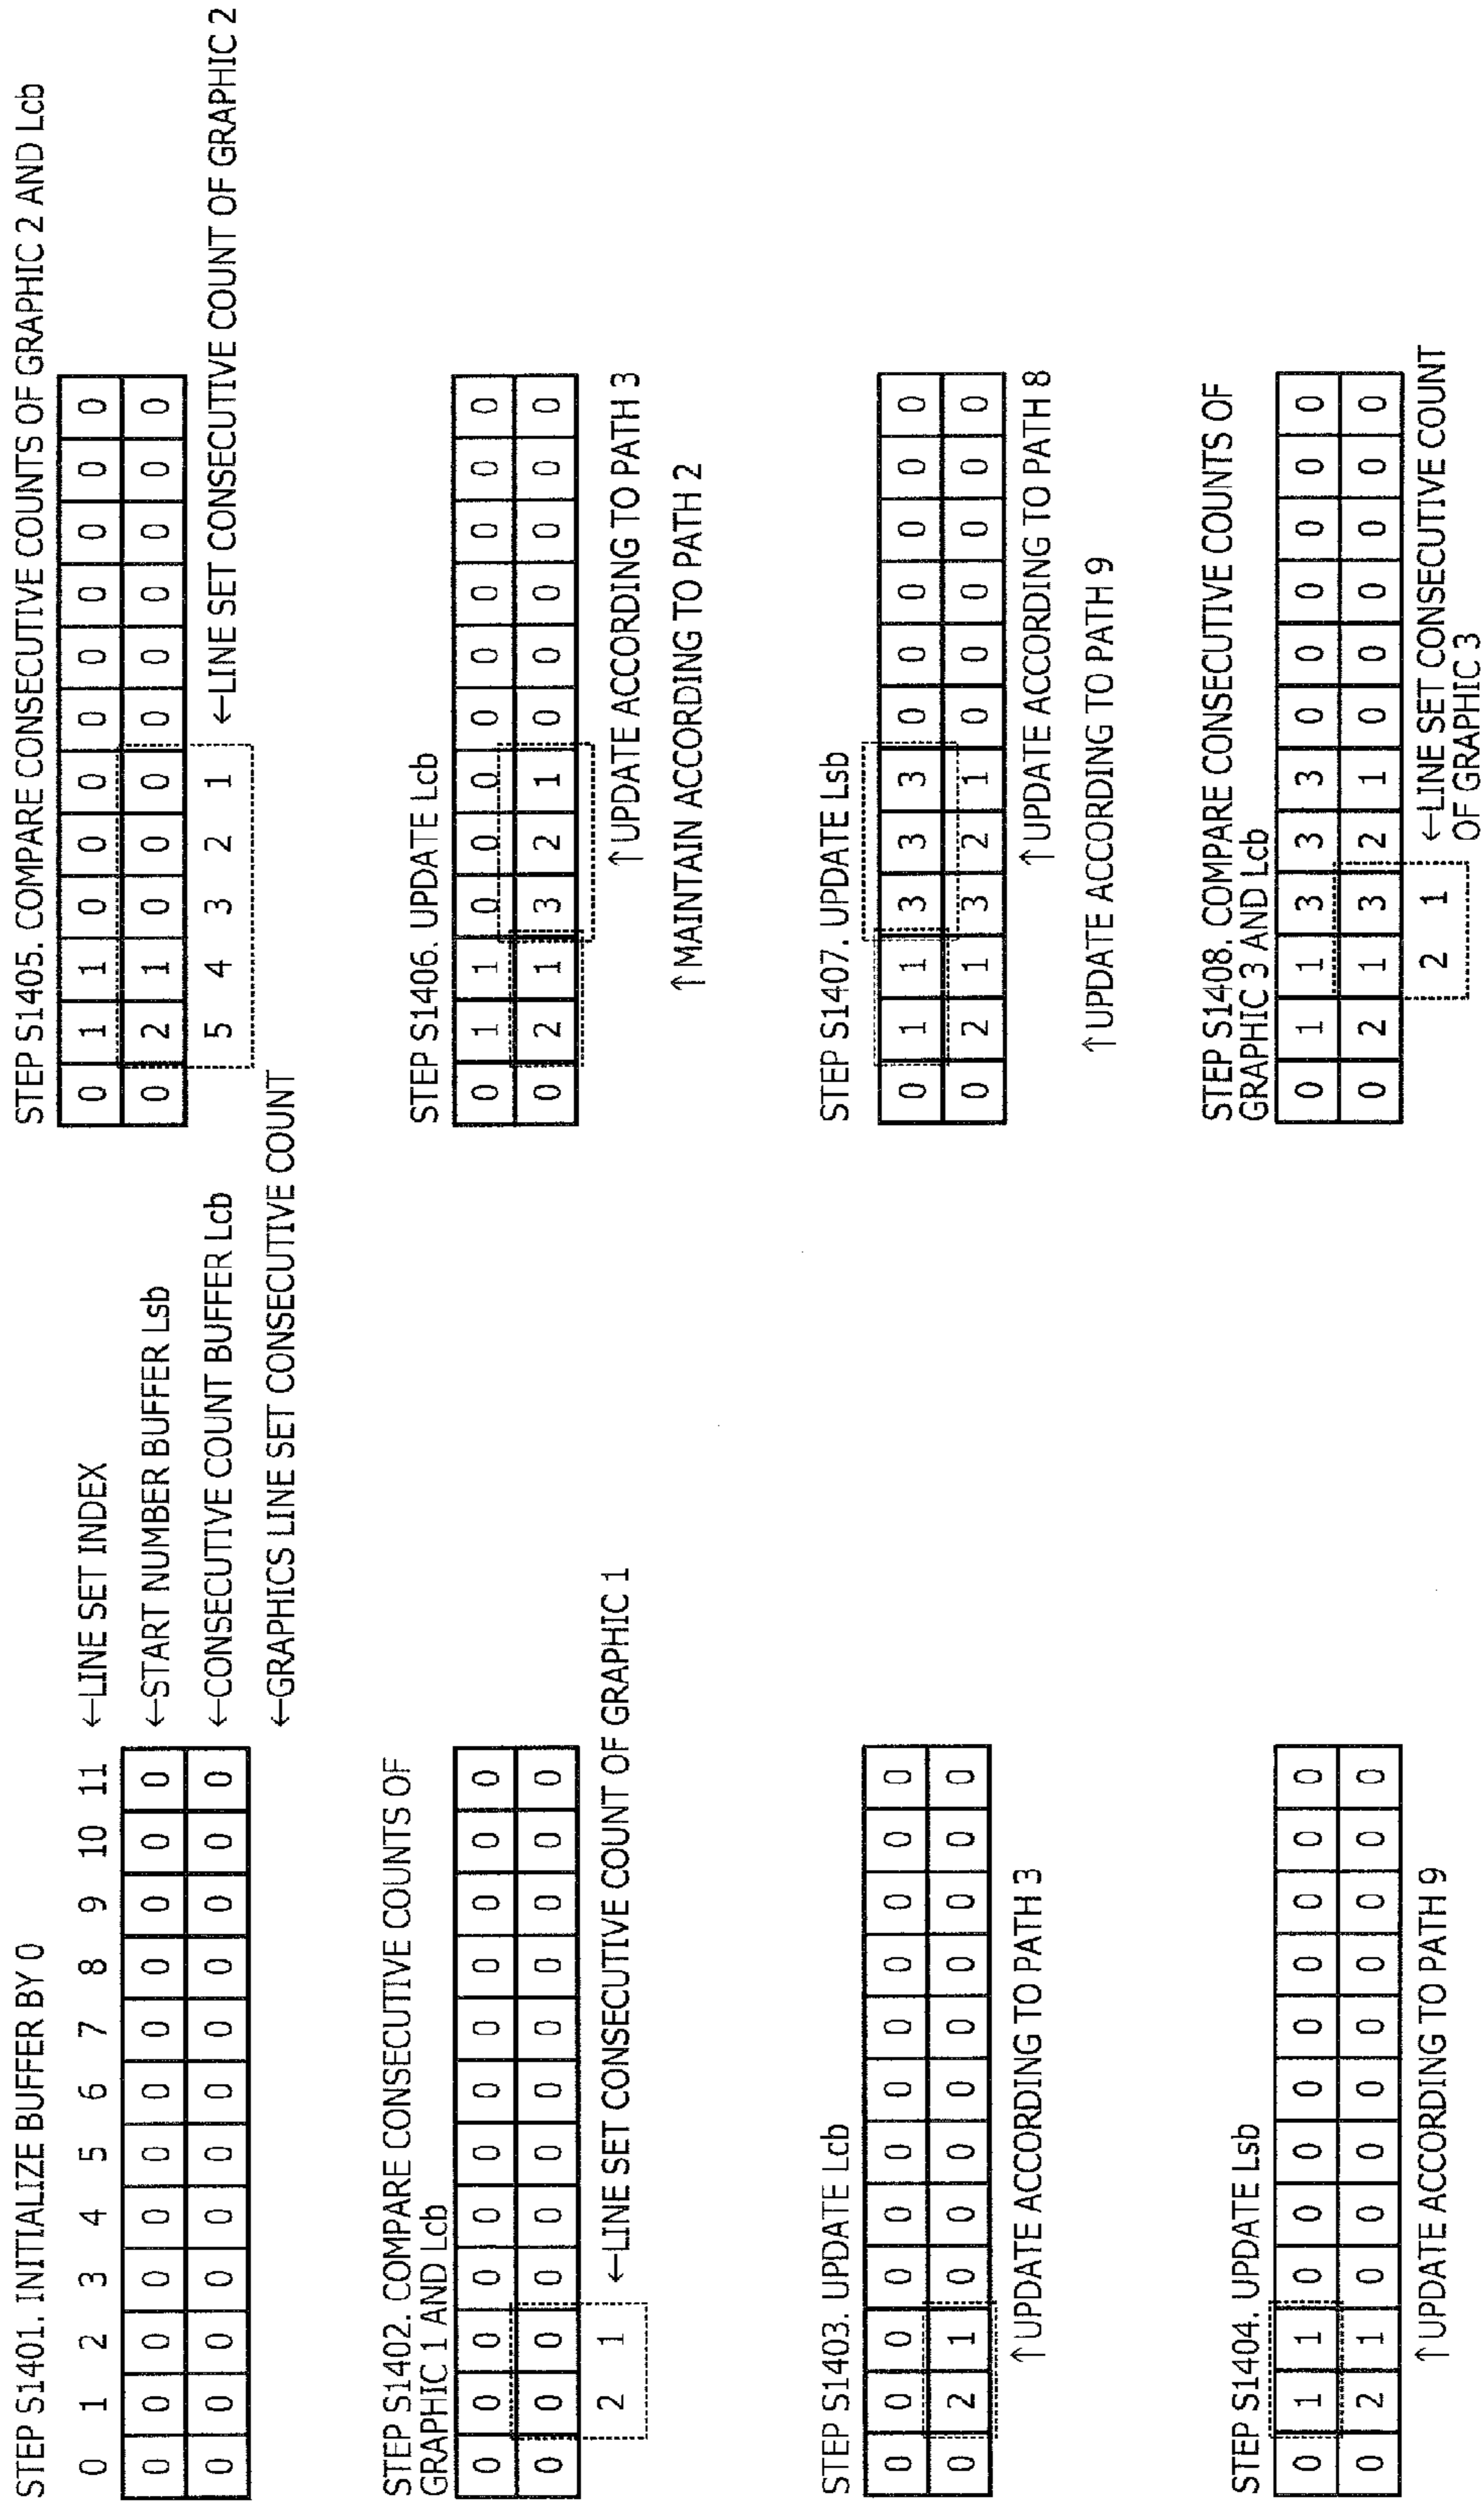 STEP S1401. INITIALIZE BUFFER BY 0
0 1 2 3 4 5 6 7 8 9 10 11 ←LINE SET INDEX
0 0 0 0 0 0 0 0 0 0 0 0 ←START NUMBER BUFFER Lsb
0 0 0 0 0 0 0 0 0 0 0 0 ←CONSECUTIVE COUNT BUFFER Lcb
←GRAPHICS LINE SET CONSECUTIVE COUNT
STEP S1402. COMPARE CONSECUTIVE COUNTS OF
GRAPHIC 1 AND Lcb
0 0 0 0 0 0 0 0 0 0 0 0
0 0 0 0 0 0 0 0 0 0 0 0
2 1 ←LINE SET CONSECUTIVE COUNT OF GRAPHIC 1
STEP S1403. UPDATE Lcb
0 0 0 0 0 0 0 0 0 0 0 0
0 2 1 0 0 0 0 0 0 0 0 0
↑UPDATE ACCORDING TO PATH 3
STEP S1404. UPDATE Lsb
0 1 1 0 0 0 0 0 0 0 0 0
0 2 1 0 0 0 0 0 0 0 0 0
↑UPDATE ACCORDING TO PATH 9
STEP S1405. COMPARE CONSECUTIVE COUNTS OF GRAPHIC 2 AND Lcb
0 1 1 0 0 0 0 0 0 0 0 0
0 2 1 0 0 0 0 0 0 0 0 0
5 4 3 2 1 ←LINE SET CONSECUTIVE COUNT OF GRAPHIC 2
STEP S1406. UPDATE Lcb
0 1 1 0 0 0 0 0 0 0 0 0
0 2 1 3 2 1 0 0 0 0 0 0
↑UPDATE ACCORDING TO PATH 3
↑MAINTAIN ACCORDING TO PATH 2
STEP S1407. UPDATE Lsb
0 1 1 3 3 3 0 0 0 0 0 0
0 2 1 3 2 1 0 0 0 0 0 0
↑UPDATE ACCORDING TO PATH 8
↑UPDATE ACCORDING TO PATH 9
STEP S1408. COMPARE CONSECUTIVE COUNTS OF
GRAPHIC 3 AND Lcb
0 1 1 3 3 3 0 0 0 0 0 0
0 2 1 3 2 1 0 0 0 0 0 0
2 1 ←LINE SET CONSECUTIVE COUNT
OF GRAPHIC 3